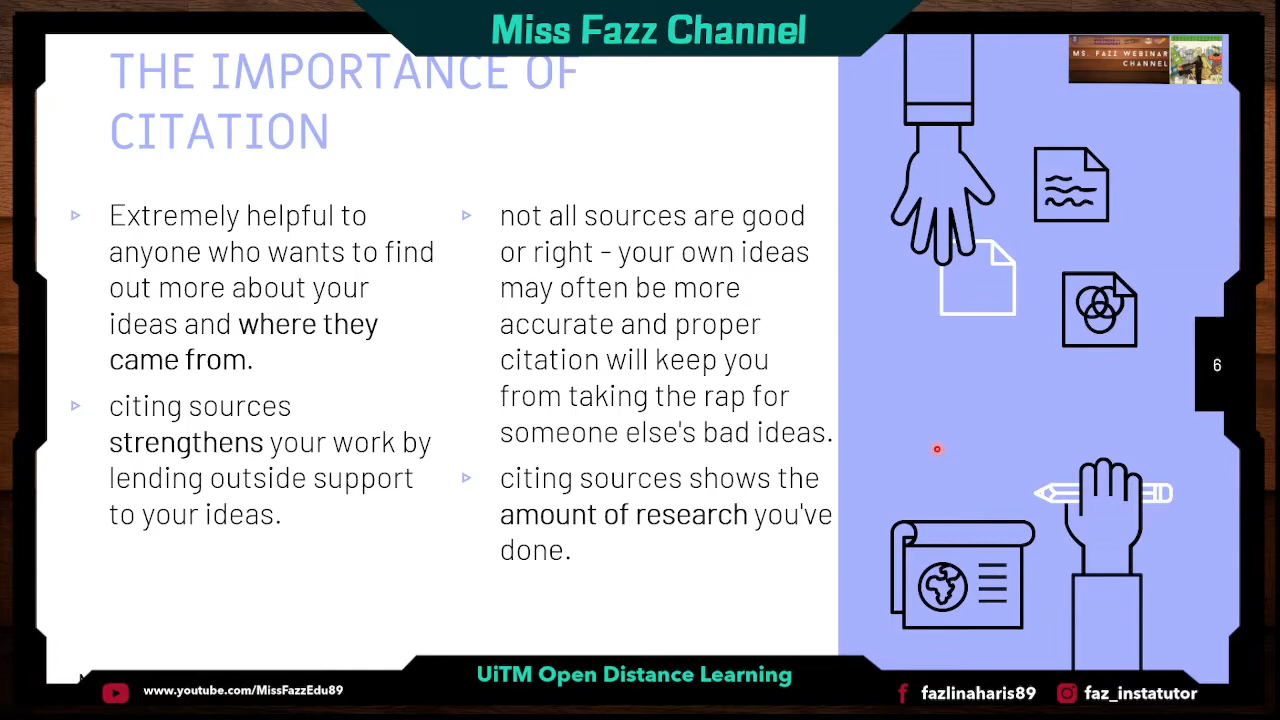 Miss Fazz Channel
MS. FAZZ WEBINAR
CHANNEL
THE IMPORTANCE OF
CITATION
Extremely helpful to
anyone who wants to find
out more about your
ideas and where they
came from.
citing sources
strengthens your work by
lending outside support
to your ideas.
not all sources are good
or right - your own ideas
may often be more
accurate and proper
citation will keep you
from taking the rap for
someone else's bad ideas.
citing sources shows the
amount of research you've
done.
6
UiTM Open Distance Learning
www.youtube.com/MissFazzEdu89
fazlinaharis89
faz_instatutor